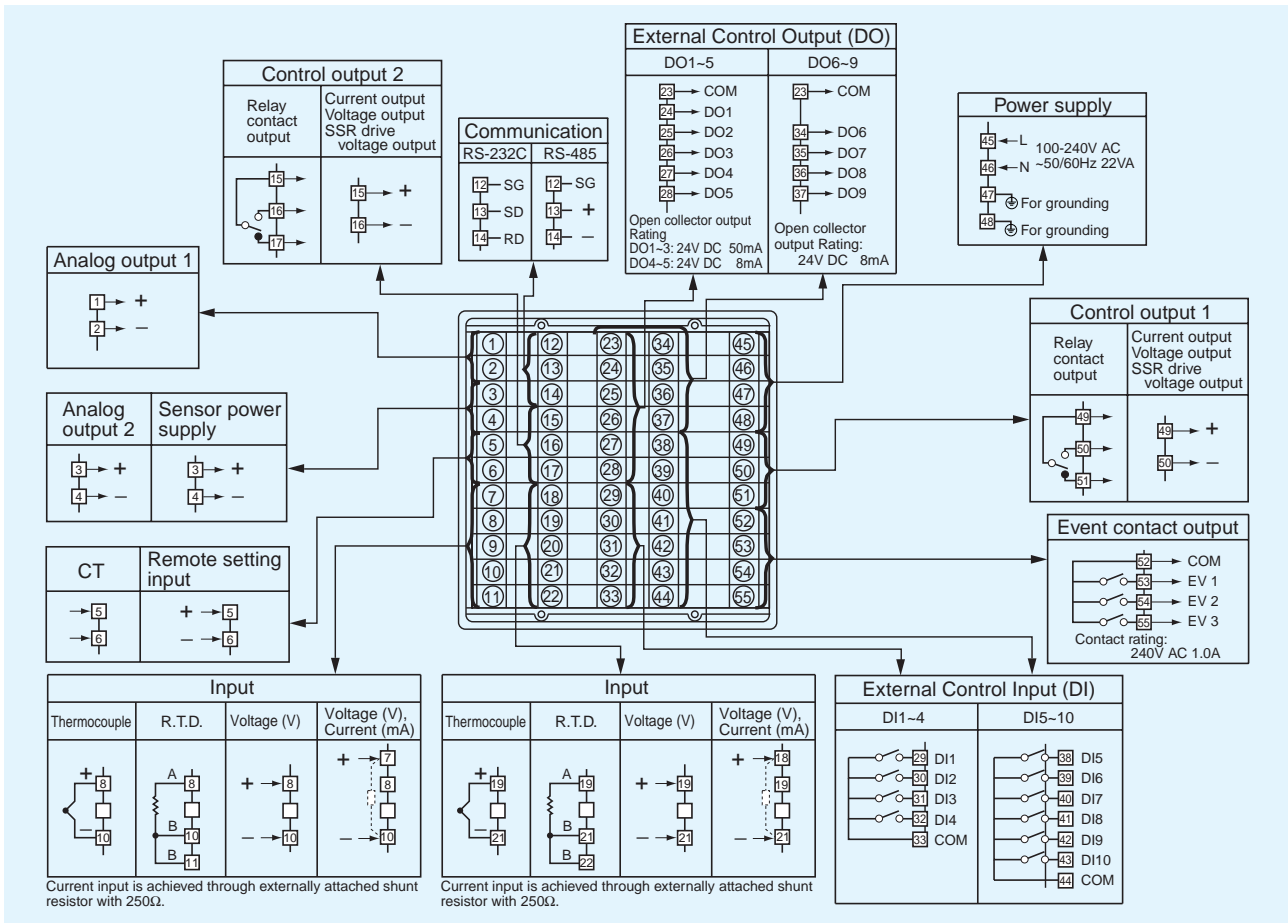 External Control Output (DO)
DO1~5 DO6~9
23 COM 23 COM
24 DO1
25 DO2 34 DO6
26 DO3 35 DO7
27 DO4 36 DO8
28 DO5 37 DO9
Open collector output
Rating
DO1~3: 24V DC 50mA
DO4~5: 24V DC 8mA
Open collector
output Rating:
24V DC 8mA
Control output 2
Relay
contact
output
Current output
Voltage output
SSR drive
voltage output
15
16
17
15 +
16 −
Communication
RS-232C RS-485
12 SG 12 SG
13 SD 13 +
14 RD 14 −
Power supply
45 L
46 N
100-240V AC
~50/60Hz 22VA
47 For grounding
48 For grounding
Analog output 1
1 +
2 −
Analog
output 2
Sensor power
supply
3 + 3 +
4 − 4 −
CT
Remote setting
input
5 + 5
6 − 6
1 12 23 34 45
2 13 24 35 46
3 14 25 36 47
4 15 26 37 48
5 16 27 38 49
6 17 28 39 50
7 18 29 40 51
8 19 30 41 52
9 20 31 42 53
10 21 32 43 54
11 22 33 44 55
Control output 1
Relay
contact
output
Current output
Voltage output
SSR drive
voltage output
49
50
51
49 +
50 −
Event contact output
52 COM
53 EV 1
54 EV 2
55 EV 3
Contact rating:
240V AC 1.0A
Input
Thermocouple R.T.D. Voltage (V) Voltage (V),
Current (mA)
+ 8
− 10
A 8
B 10
B 11
+ 8
− 10
+ 7
8
− 10
Current input is achieved through externally attached shunt
resistor with 250Ω.
Input
Thermocouple R.T.D. Voltage (V) Voltage (V),
Current (mA)
+ 19
− 21
A 19
B 21
B 22
+ 19
− 21
+ 18
19
− 21
Current input is achieved through externally attached shunt
resistor with 250Ω.
External Control Input (DI)
DI1~4 DI5~10
29 DI1
30 DI2
31 DI3
32 DI4
33 COM
38 DI5
39 DI6
40 DI7
41 DI8
42 DI9
43 DI10
44 COM